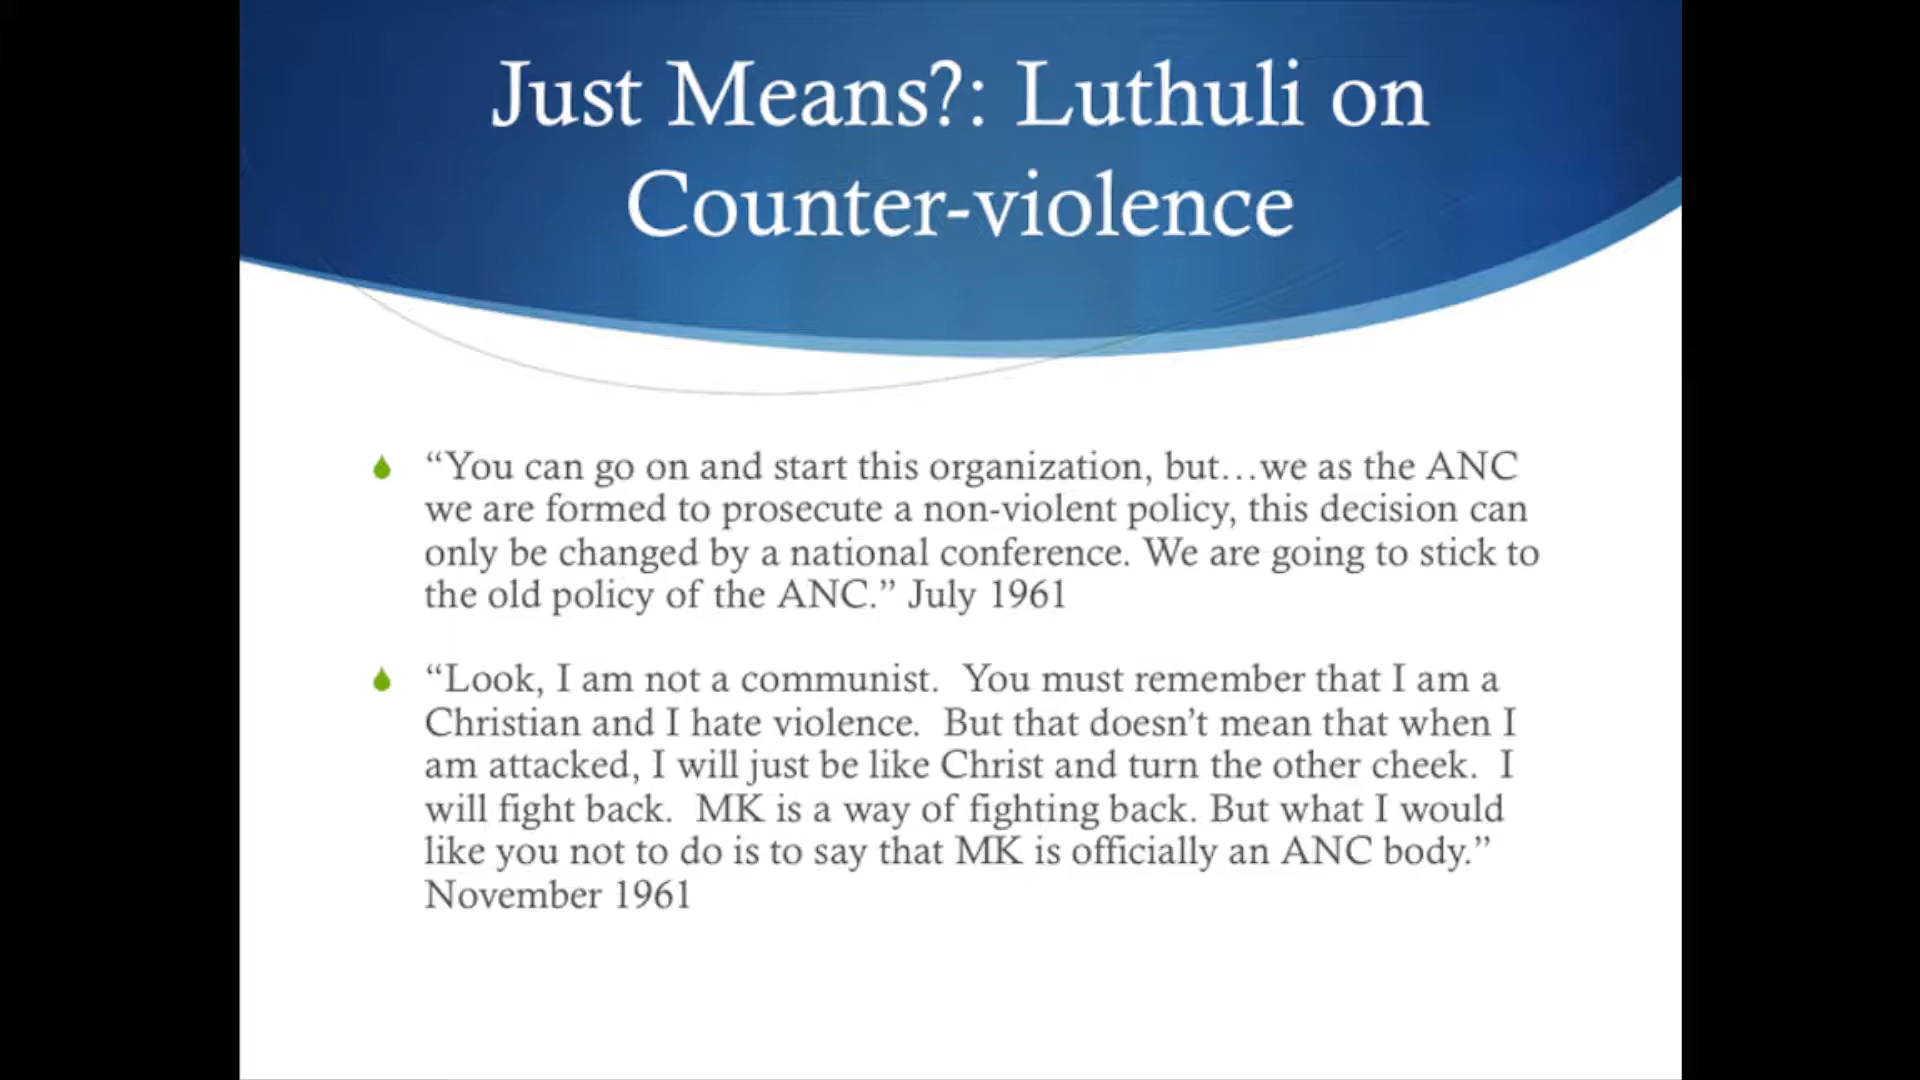 Just Means?: Luthuli on
Counter-violence
“You can go on and start this organization, but…we as the ANC
we are formed to prosecute a non-violent policy, this decision can
only be changed by a national conference. We are going to stick to
the old policy of the ANC.” July 1961
“Look, I am not a communist.  You must remember that I am a
Christian and I hate violence.  But that doesn’t mean that when I
am attacked, I will just be like Christ and turn the other cheek.  I
will fight back.  MK is a way of fighting back. But what I would
like you not to do is to say that MK is officially an ANC body.”
November 1961